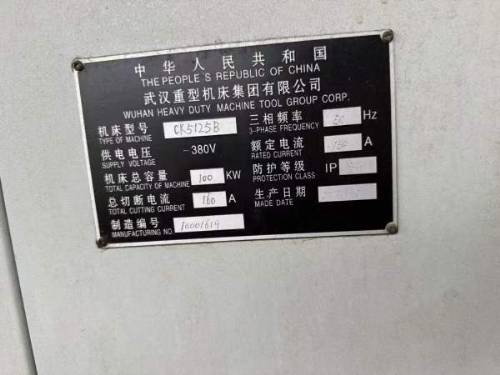 中华人民共和国
THE PEOPLE'S REPUBLIC OF CHINA
武汉重型机床集团有限公司
WUHAN HEAVY DUTY MACHINE TOOL GROUP CORP.
机床型号 CK5125B
TYPE OF MACHINE
供电电压 ~380V
SUPPLY VOLTAGE
机床总容量 100 KW
TOTAL CAPACITY OF MACHINE
总切断电流 160 A
TOTAL CUTTING CURRENT
制造编号 10001614
MANUFACTURING NO
三相频率 50 Hz
3-PHASE FREQUENCY
额定电流 A
RATED CURRENT
防护等级 IP
PROTECTION CLASS
生产日期
MADE DATE